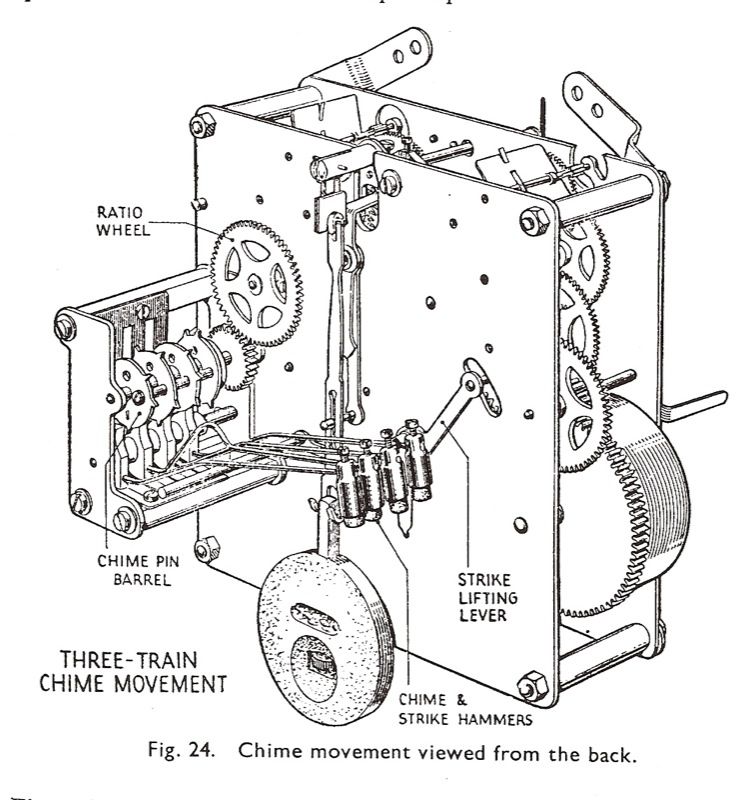 RATIO
WHEEL
CHIME PIN
BARREL
STRIKE
LIFTING
LEVER
THREE-TRAIN
CHIME MOVEMENT
CHIME &
STRIKE HAMMERS
Fig. 24. Chime movement viewed from the back.